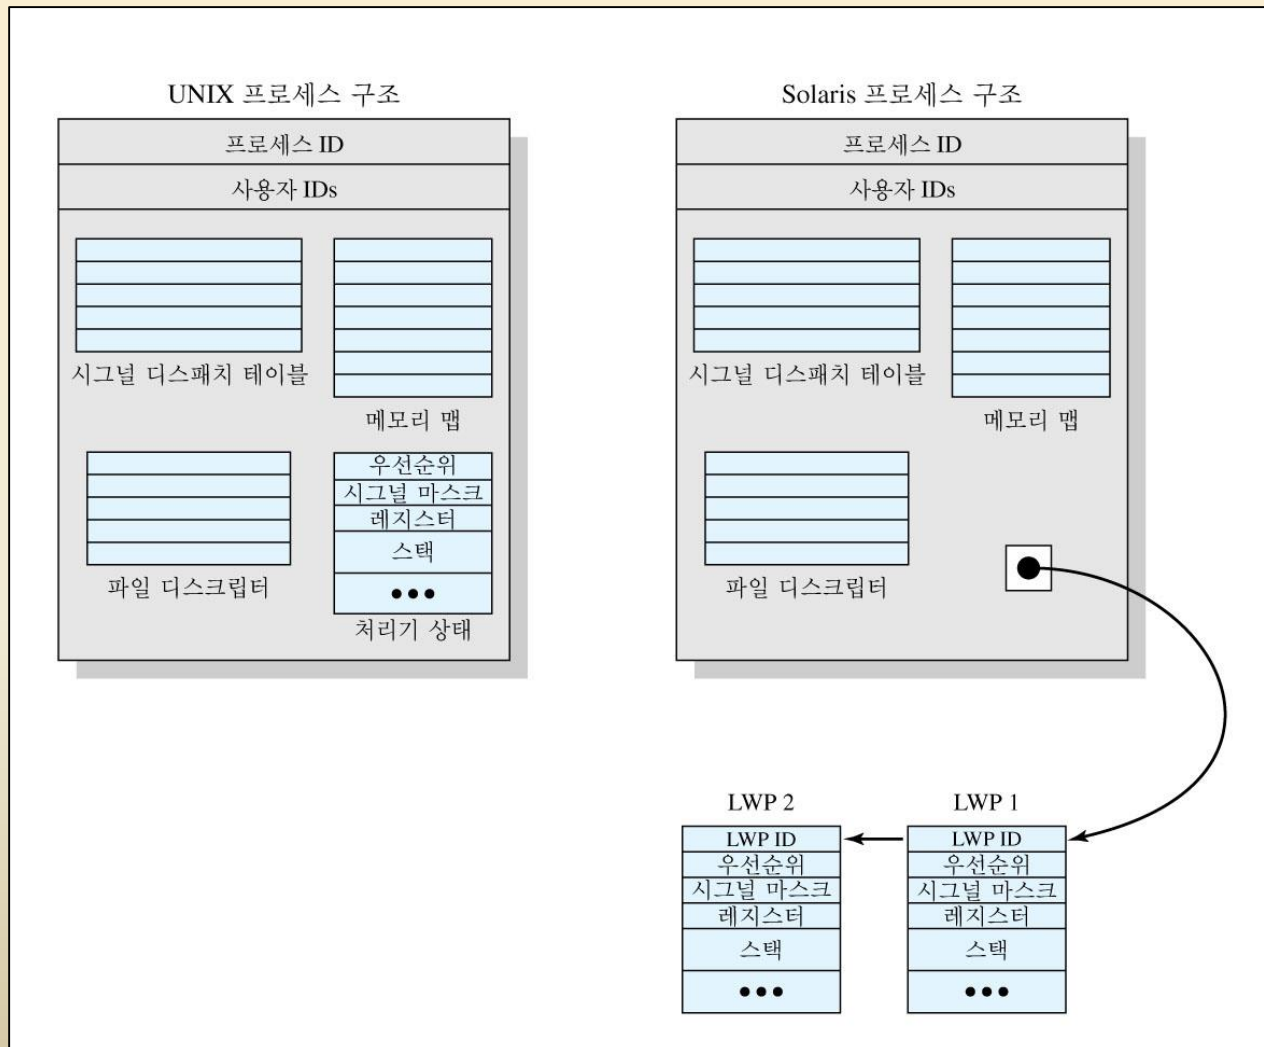 UNIX 프로세스 구조
프로세스 ID
사용자 IDs
시그널 디스패치 테이블
메모리 맵
파일 디스크립터
우선순위
시그널 마스크
레지스터
스택
●●●
처리기 상태
Solaris 프로세스 구조
프로세스 ID
사용자 IDs
시그널 디스패치 테이블
메모리 맵
파일 디스크립터
LWP 2
LWP ID
우선순위
시그널 마스크
레지스터
스택
●●●
LWP 1
LWP ID
우선순위
시그널 마스크
레지스터
스택
●●●